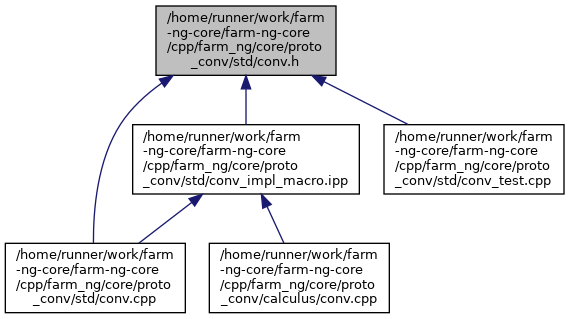 /home/runner/work/farm
-ng-core/farm-ng-core
/cpp/farm_ng/core/proto
_conv/std/conv.h
/home/runner/work/farm
-ng-core/farm-ng-core
/cpp/farm_ng/core/proto
_conv/std/conv_impl_macro.ipp
/home/runner/work/farm
-ng-core/farm-ng-core
/cpp/farm_ng/core/proto
_conv/std/conv_test.cpp
/home/runner/work/farm
-ng-core/farm-ng-core
/cpp/farm_ng/core/proto
_conv/std/conv.cpp
/home/runner/work/farm
-ng-core/farm-ng-core
/cpp/farm_ng/core/proto
_conv/calculus/conv.cpp